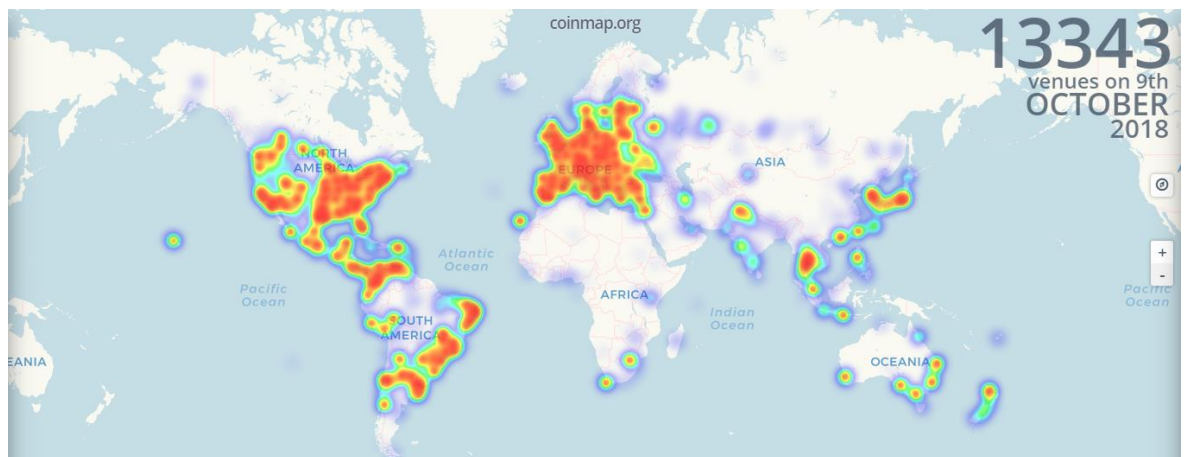 coinmap.org
13343
venues on 9th
OCTOBER
2018
NORTH
AMERICA
EUROPE
ASIA
Atlantic
Ocean
Pacific
Ocean
AFRICA
SOUTH
AMERICA
Indian
Ocean
Pacific
Ocean
EANIA
OCEANIA
+
-